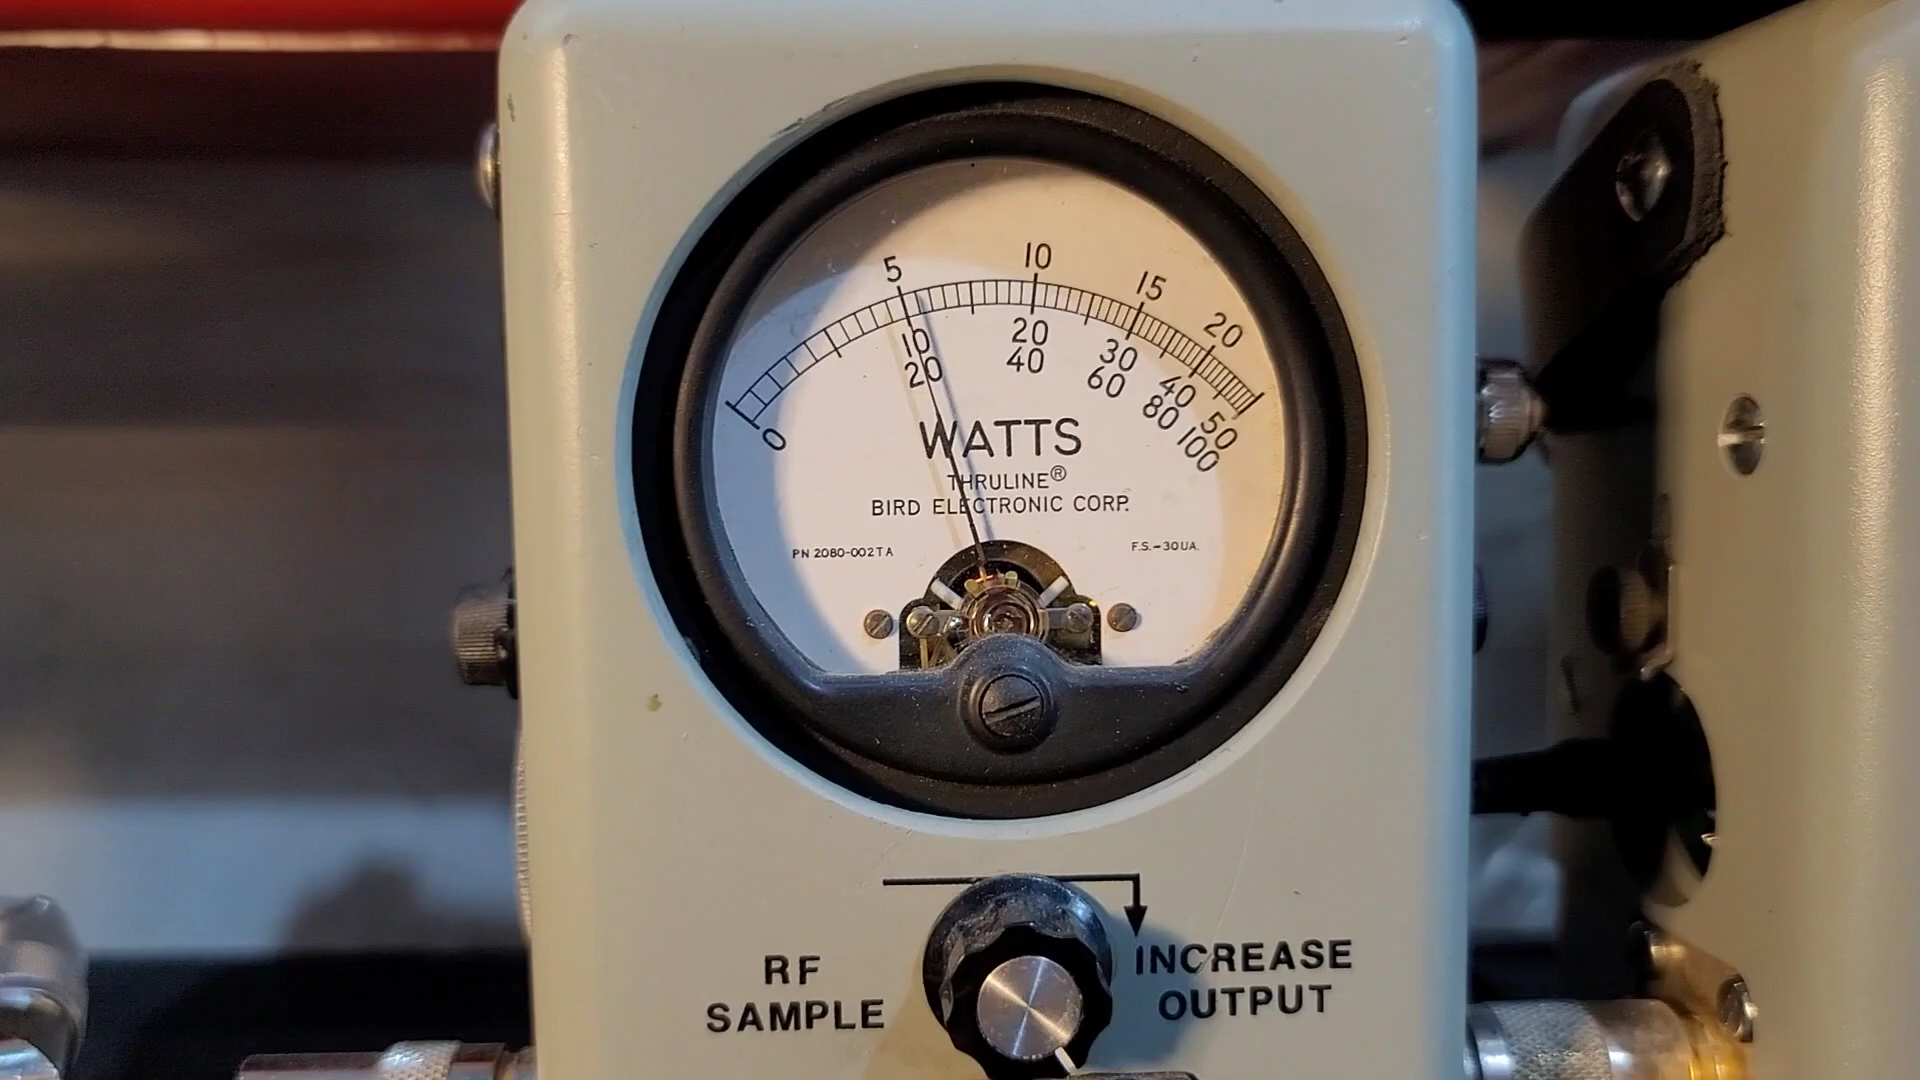 5 10 15 20
0 10 20 30 40 50
20 40 60 80 100
WATTS
THRULINE®
BIRD ELECTRONIC CORP.
PN 2080-002TA F.S.-30UA.
RF
SAMPLE
INCREASE
OUTPUT